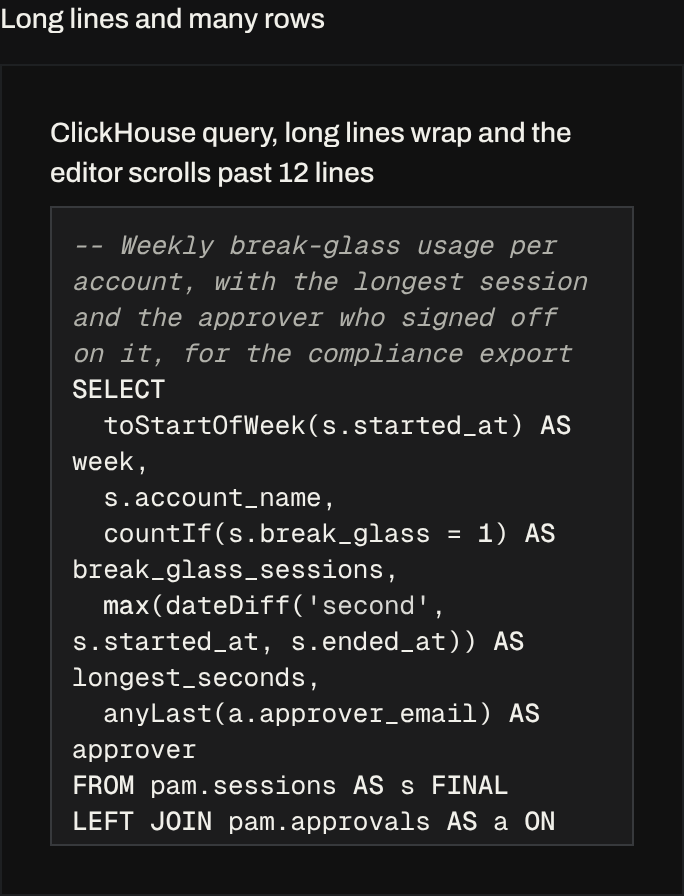 Long lines and many rows
ClickHouse query, long lines wrap and the
editor scrolls past 12 lines
-- Weekly break-glass usage per
account, with the longest session
and the approver who signed off
on it, for the compliance export
SELECT
  toStartOfWeek(s.started_at) AS
week,
  s.account_name,
  countIf(s.break_glass = 1) AS
break_glass_sessions,
  max(dateDiff('second',
s.started_at, s.ended_at)) AS
longest_seconds,
  anyLast(a.approver_email) AS
approver
FROM pam.sessions AS s FINAL
LEFT JOIN pam.approvals AS a ON